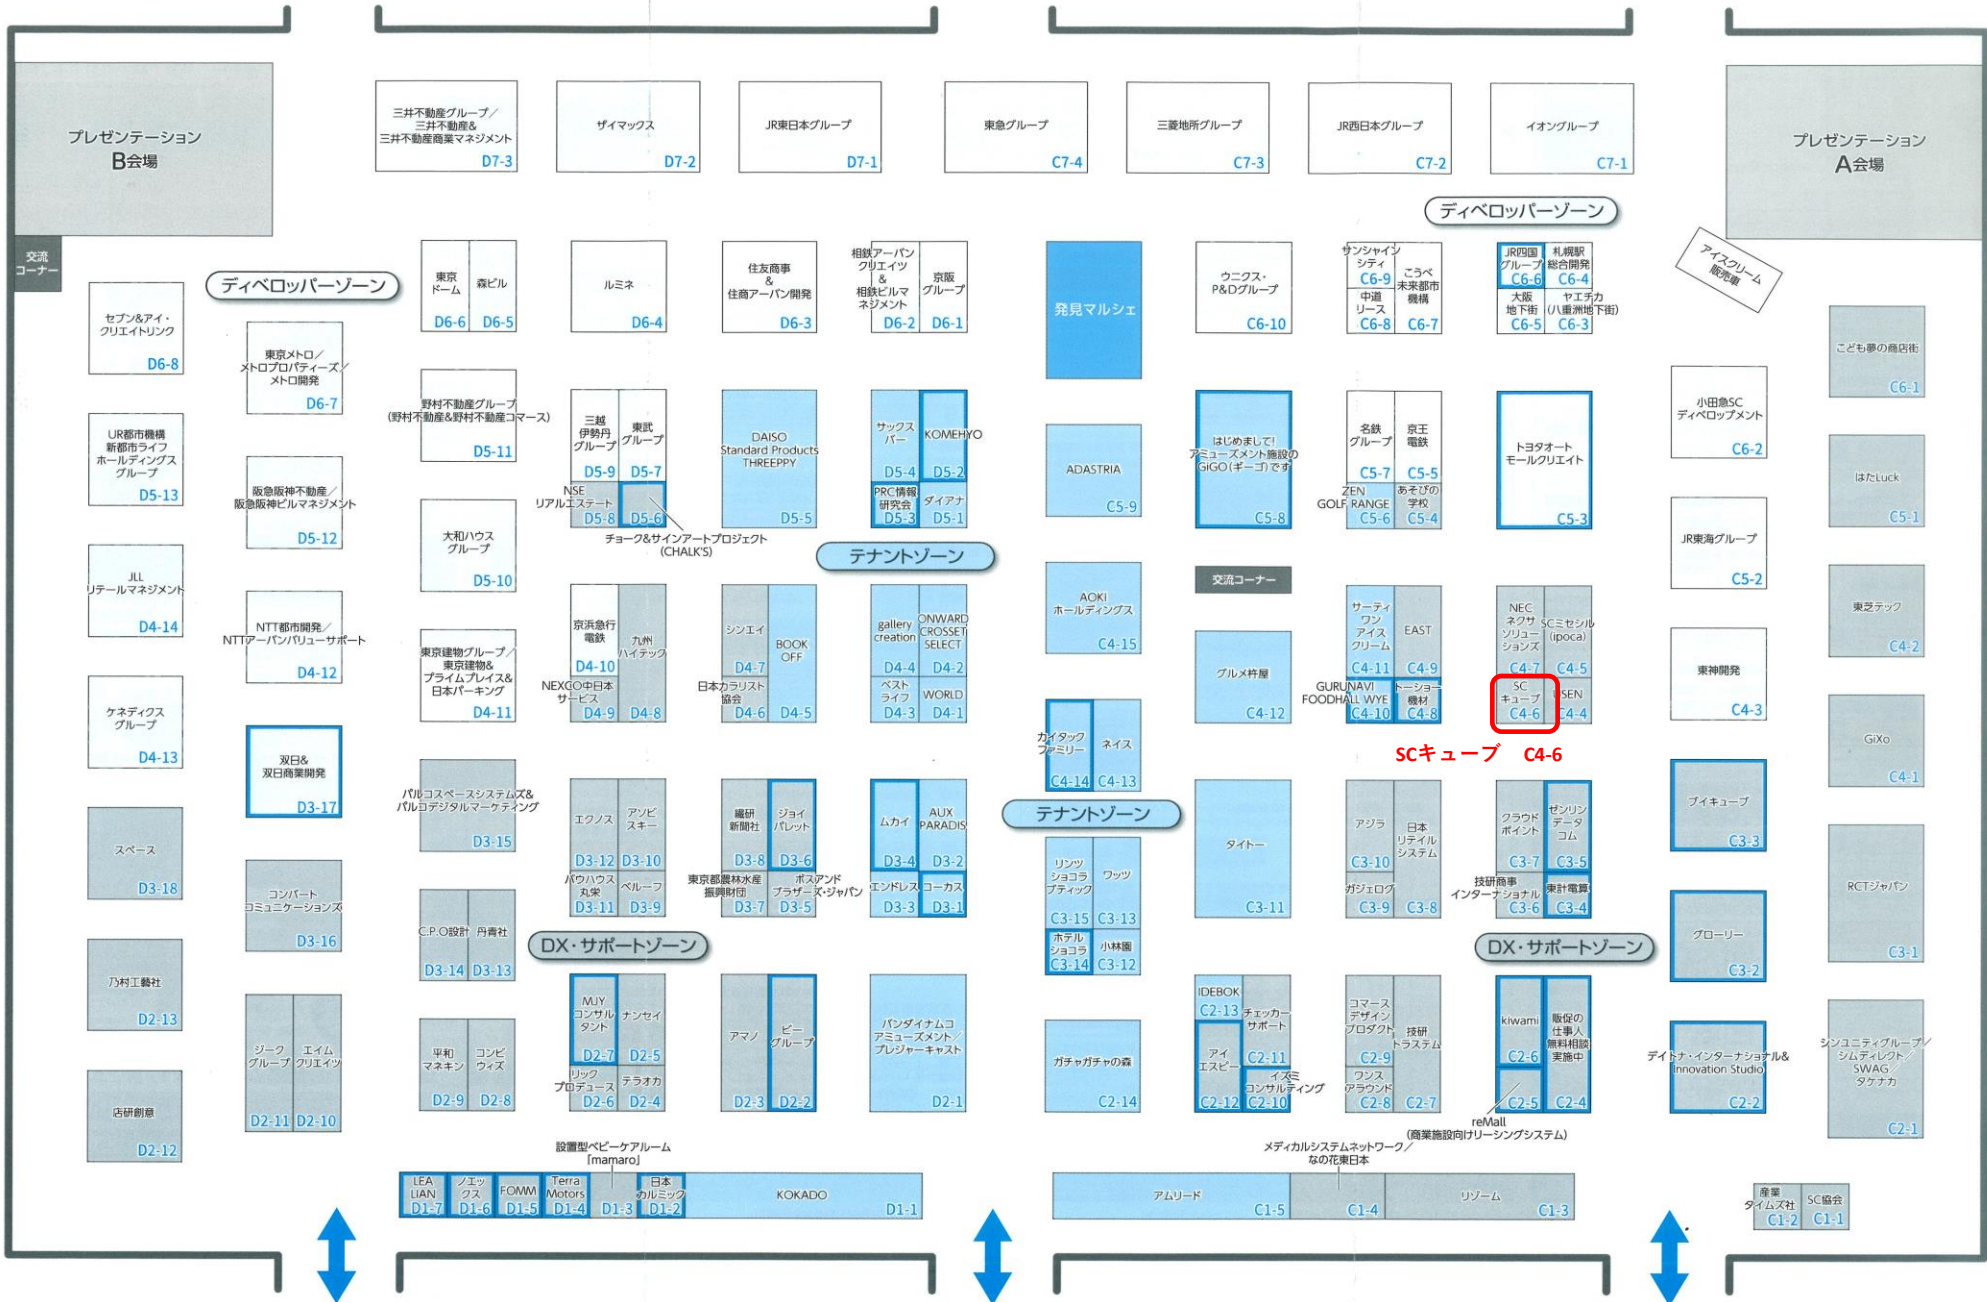 プレゼンテーション
B会場
三井不動産グループ／
三井不動産&
三井不動産商業マネジメント
D7-3
ザイマックス
D7-2
JR東日本グループ
D7-1
東急グループ
C7-4
三菱地所グループ
C7-3
JR西日本グループ
C7-2
イオングループ
C7-1
プレゼンテーション
A会場
ディベロッパーゾーン
交流
コーナー
ディベロッパーゾーン
東京
ドーム
D6-6
森ビル
D6-5
ルミネ
D6-4
住友商事
&
住商アーバン開発
D6-3
相鉄アーバン
クリエイツ
&
相鉄ビルマ
ネジメント
D6-2
京阪
グループ
D6-1
発見マルシェ
ウニクス・
P&Dグループ
C6-10
サンシャイン
シティ
C6-9
中道
リース
C6-8
こうべ
未来都市
機構
C6-7
JR四国
グループ
C6-6
札幌駅
総合開発
C6-4
大阪
地下街
C6-5
ヤエチカ
(八重洲地下街)
C6-3
アイスクリーム
販売車
セブン&アイ・
クリエイトリンク
D6-8
東京メトロ／
メトロプロパティーズ／
メトロ開発
D6-7
こども夢の商店街
C6-1
小田急SC
ディベロップメント
C6-2
UR都市機構
新都市ライフ
ホールディングス
グループ
D5-13
阪急阪神不動産／
阪急阪神ビルマネジメント
D5-12
野村不動産グループ
(野村不動産&野村不動産コマース)
D5-11
大和ハウス
グループ
D5-10
三越
伊勢丹
グループ
D5-9
東武
グループ
D5-7
NSE
リアルエステート
D5-8
D5-6
チョーク&サインアートプロジェクト
(CHALK'S)
DAISO
Standard Products
THREEPPY
D5-5
サックス
バー
D5-4
KOMEHYO
D5-2
PRC情報
研究会
D5-3
ダイアナ
D5-1
テナントゾーン
ADASTRIA
C5-9
はじめまして!
アミューズメント施設の
GiGO(ギーゴ)です
C5-8
名鉄
グループ
C5-7
京王
電鉄
C5-5
ZEN
GOLF RANGE
C5-6
あそびの
学校
C5-4
トヨタオート
モールクリエイト
C5-3
JR東海グループ
C5-2
はたLuck
C5-1
交流コーナー
JLL
リテールマネジメント
D4-14
NTT都市開発／
NTTアーバンバリューサポート
D4-12
東京建物グループ／
東京建物&
プライムプレイス&
日本パーキング
D4-11
京浜急行
電鉄
D4-10
九州
ハイテック
D4-8
NEXCO中日本
サービス
D4-9
シンエイ
D4-7
BOOK
OFF
D4-5
日本カラリスト
協会
D4-6
gallery
creation
D4-4
ONWARD
CROSSET
SELECT
D4-2
ベスト
ライフ
D4-3
WORLD
D4-1
AOKI
ホールディングス
C4-15
グルメ杵屋
C4-12
サーティ
ワン
アイス
クリーム
C4-11
EAST
C4-9
GURUNAVI
FOODHALL WYE
C4-10
トーショー
機材
C4-8
NEC
ネクサ
ソリュー
ションズ
C4-7
SCミセシル
(ipoca)
C4-5
SC
キューブ
C4-6
USEN
C4-4
SCキューブ C4-6
東神開発
C4-3
東芝テック
C4-2
GiXo
C4-1
ケネディクス
グループ
D4-13
双日&
双日商業開発
D3-17
カイタック
ファミリー
C4-14
ネイス
C4-13
テナントゾーン
スペース
D3-18
コンパート
コミュニケーションズ
D3-16
パルコスペースシステムズ&
パルコデジタルマーケティング
D3-15
C.P.O設計
D3-14
丹青社
D3-13
エクノス
D3-12
アソビ
スキー
D3-10
バウハウス
丸栄
D3-11
ベルーフ
D3-9
繊研
新聞社
D3-8
ジョイ
パレット
D3-6
東京都農林水産
振興財団
D3-7
ボスアンド
ブラザーズ・ジャパン
D3-5
ムカイ
D3-4
AUX
PARADIS
D3-2
エンドレス
D3-3
コーカス
D3-1
DX・サポートゾーン
リンツ
ショコラ
ブティック
C3-15
ワッツ
C3-13
ホテル
ショコラ
C3-14
小林園
C3-12
タイトー
C3-11
アジラ
C3-10
日本
リテイル
システム
C3-8
ガジェログ
C3-9
クラウド
ポイント
C3-7
ゼンリン
データ
コム
C3-5
技研商事
インターナショナル
C3-6
東計電算
C3-4
DX・サポートゾーン
ブイキューブ
C3-3
グローリー
C3-2
RCTジャパン
C3-1
乃村工藝社
D2-13
店研創意
D2-12
ジーク
グループ
D2-11
エイム
クリエイツ
D2-10
平和
マネキン
D2-9
コンビ
ウィズ
D2-8
MJY
コンサル
タント
D2-7
ナンセイ
D2-5
リック
プロデュース
D2-6
テラオカ
D2-4
アマノ
D2-3
ビー
グループ
D2-2
バンダイナムコ
アミューズメント／
プレジャーキャスト
D2-1
ガチャガチャの森
C2-14
IDEBOK
C2-13
チェッカー
サポート
C2-11
アイ
エスピー
C2-12
イズミ
コンサルティング
C2-10
コマース
デザイン
プロダクト
C2-9
技研
トラステム
C2-7
ワンス
アラウンド
C2-8
kiwami
C2-6
販促の
仕事人
無料相談
実施中
C2-4
C2-5
reMall
(商業施設向けリーシングシステム)
デイトナ・インターナショナル&
Innovation Studio
C2-2
シンユニティグループ／
シムディレクト／
SWAG／
タケナカ
C2-1
設置型ベビーケアルーム
「mamaro」
LEA
LIAN
D1-7
ノエッ
クス
D1-6
FOMM
D1-5
Terra
Motors
D1-4
D1-3
日本
カルミック
D1-2
KOKADO
D1-1
メディカルシステムネットワーク／
なの花東日本
アムリード
C1-5
C1-4
リゾーム
C1-3
産業
タイムズ社
C1-2
SC協会
C1-1